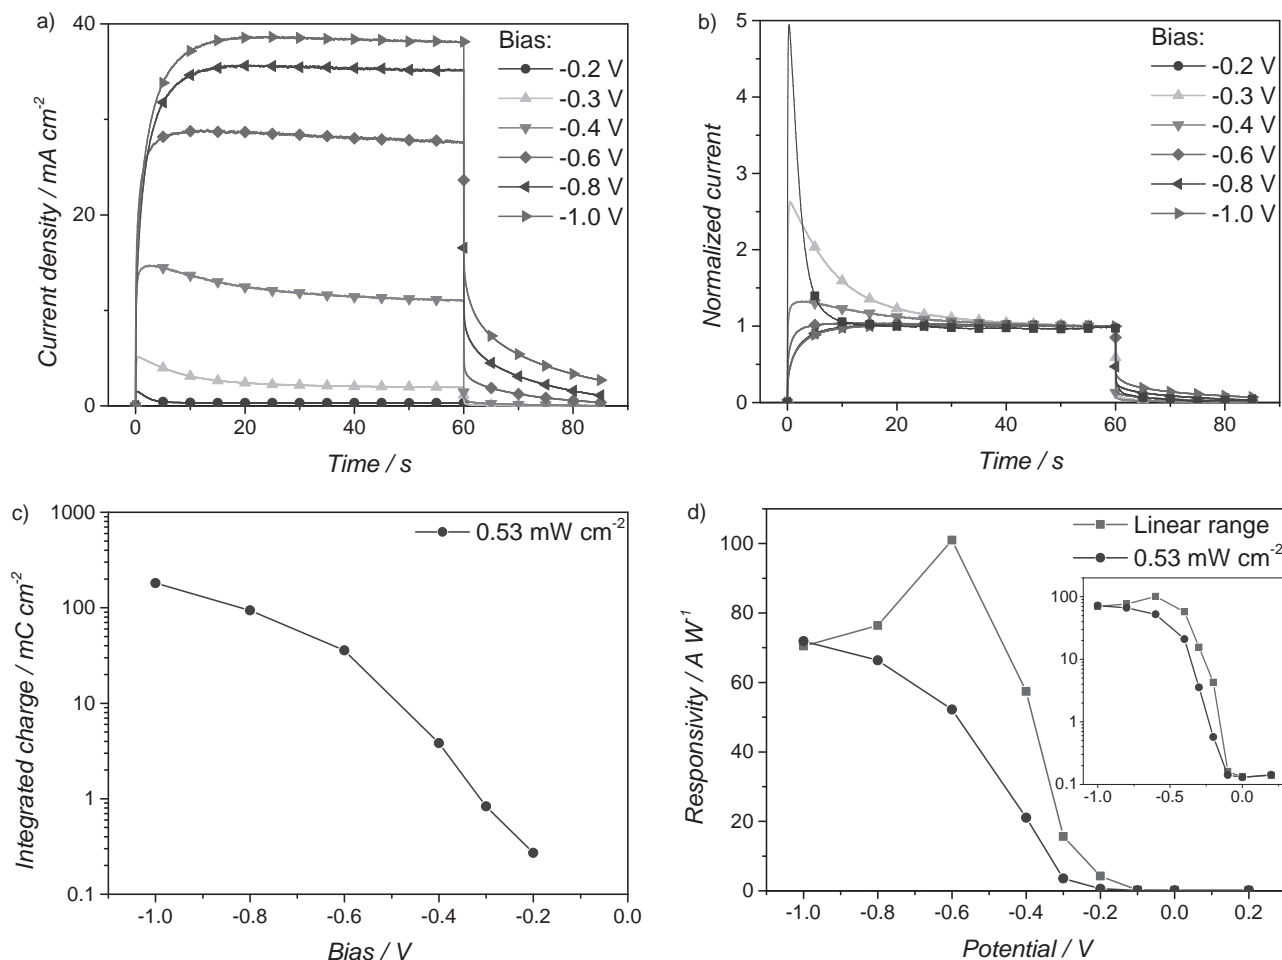 a)
Current density / mA cm-2
40
20
0
0 20 40 60 80
Time / s
Bias:
-0.2 V
-0.3 V
-0.4 V
-0.6 V
-0.8 V
-1.0 V
b)
Normalized current
5
4
3
2
1
0
0 20 40 60 80
Time / s
Bias:
-0.2 V
-0.3 V
-0.4 V
-0.6 V
-0.8 V
-1.0 V
c)
Integrated charge / mC cm-2
1000
100
10
1
0.1
-1.0 -0.8 -0.6 -0.4 -0.2 0.0
Bias / V
0.53 mW cm-2
d)
Responsivity / A W-1
100
80
60
40
20
0
-1.0 -0.8 -0.6 -0.4 -0.2 0.0 0.2
Potential / V
Linear range
0.53 mW cm-2
100
10
1
0.1
-1.0 -0.5 0.0